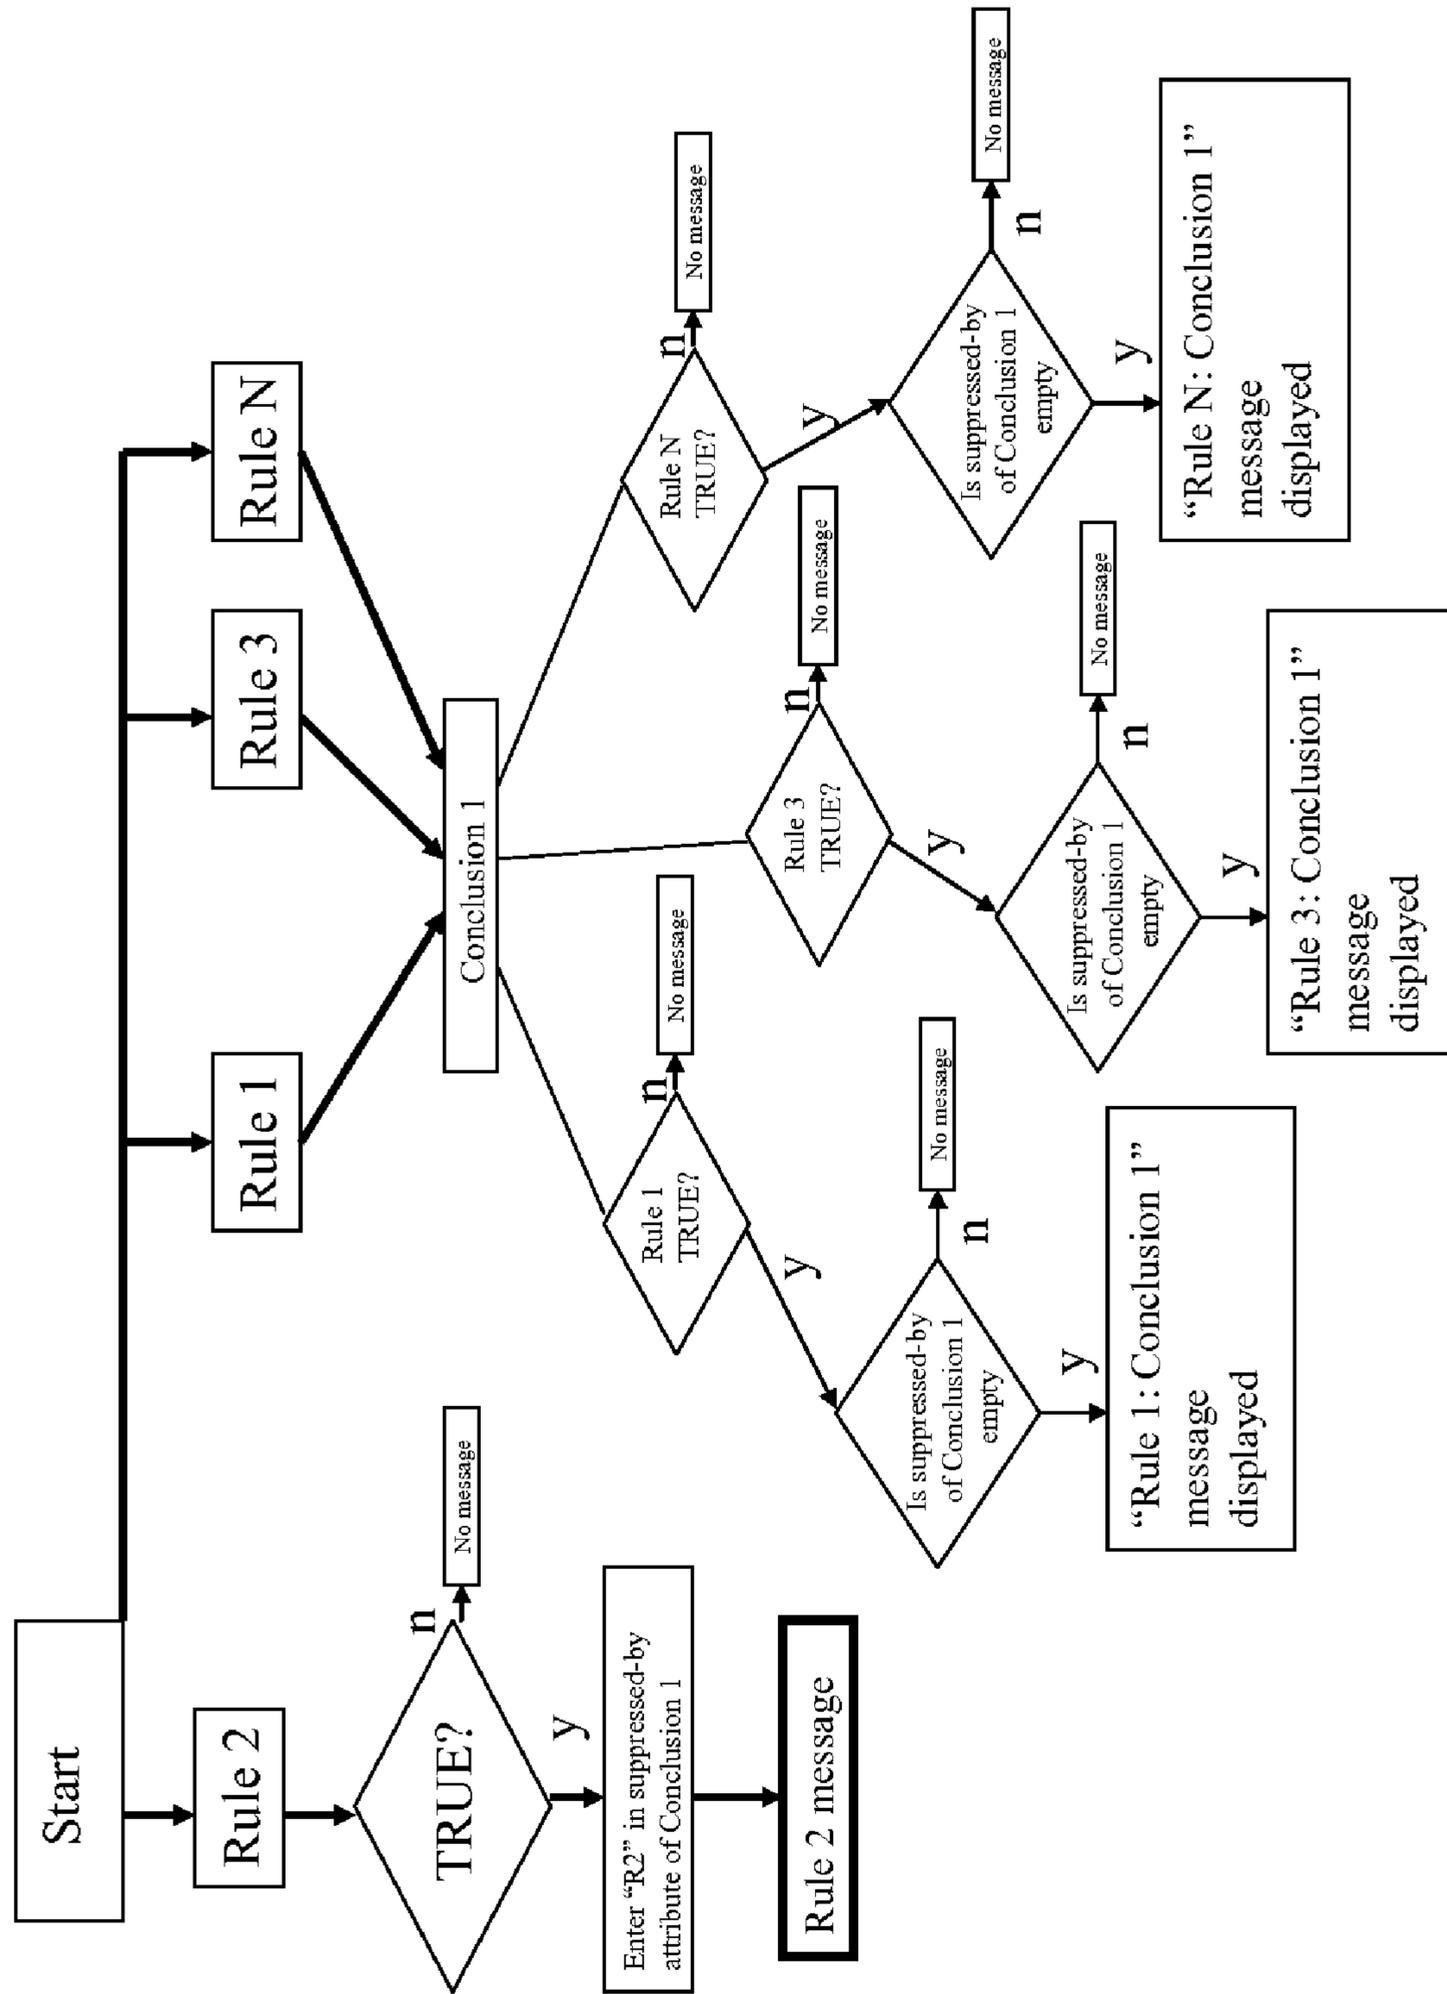 Start
Rule 2
Rule 1
Rule 3
Rule N
TRUE?
n
No message
y
Enter “R2” in suppressed-by
attribute of Conclusion 1
Rule 2 message
Conclusion 1
Rule 1
TRUE?
n
No message
y
Is suppressed-by
of Conclusion 1
empty
n
No message
y
“Rule 1: Conclusion 1”
message
displayed
Rule 3
TRUE?
n
No message
y
Is suppressed-by
of Conclusion 1
empty
n
No message
y
“Rule 3: Conclusion 1”
message
displayed
Rule N
TRUE?
n
No message
y
Is suppressed-by
of Conclusion 1
empty
n
No message
y
“Rule N: Conclusion 1”
message
displayed